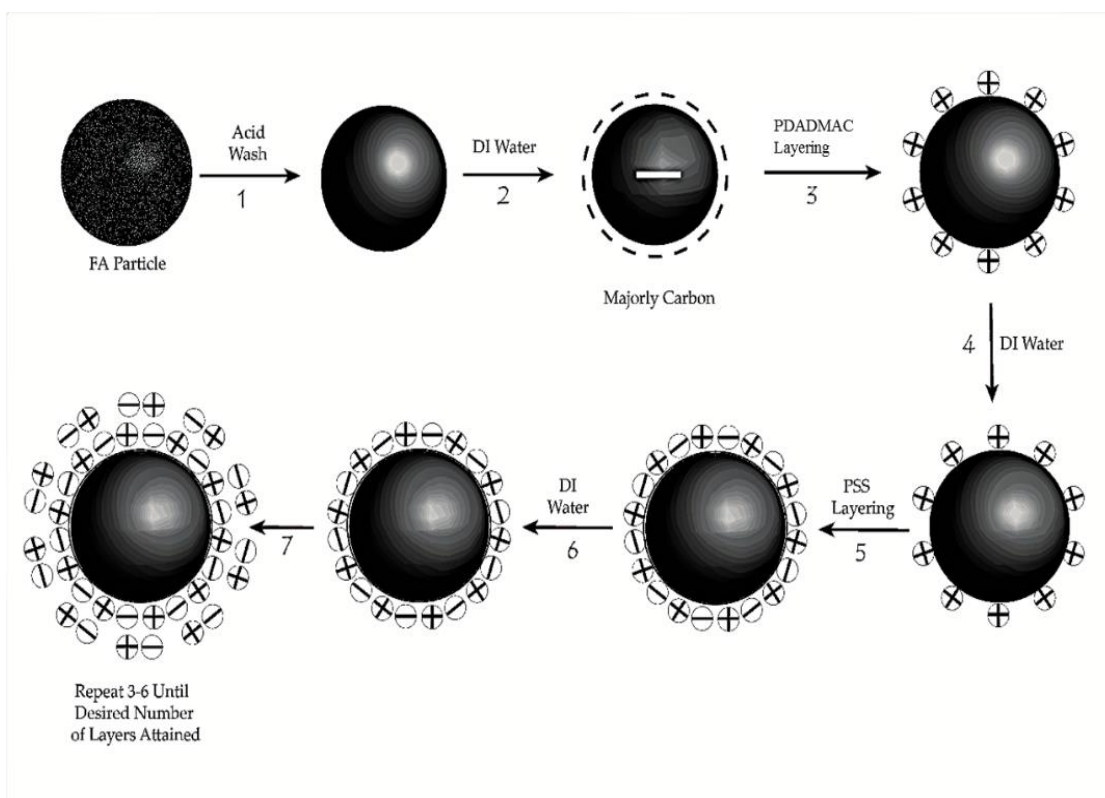 FA Particle
Acid
Wash
1
DI Water
2
Majorly Carbon
PDADMAC
Layering
3
4
DI Water
PSS
Layering
5
DI
Water
6
7
Repeat 3-6 Until
Desired Number
of Layers Attained